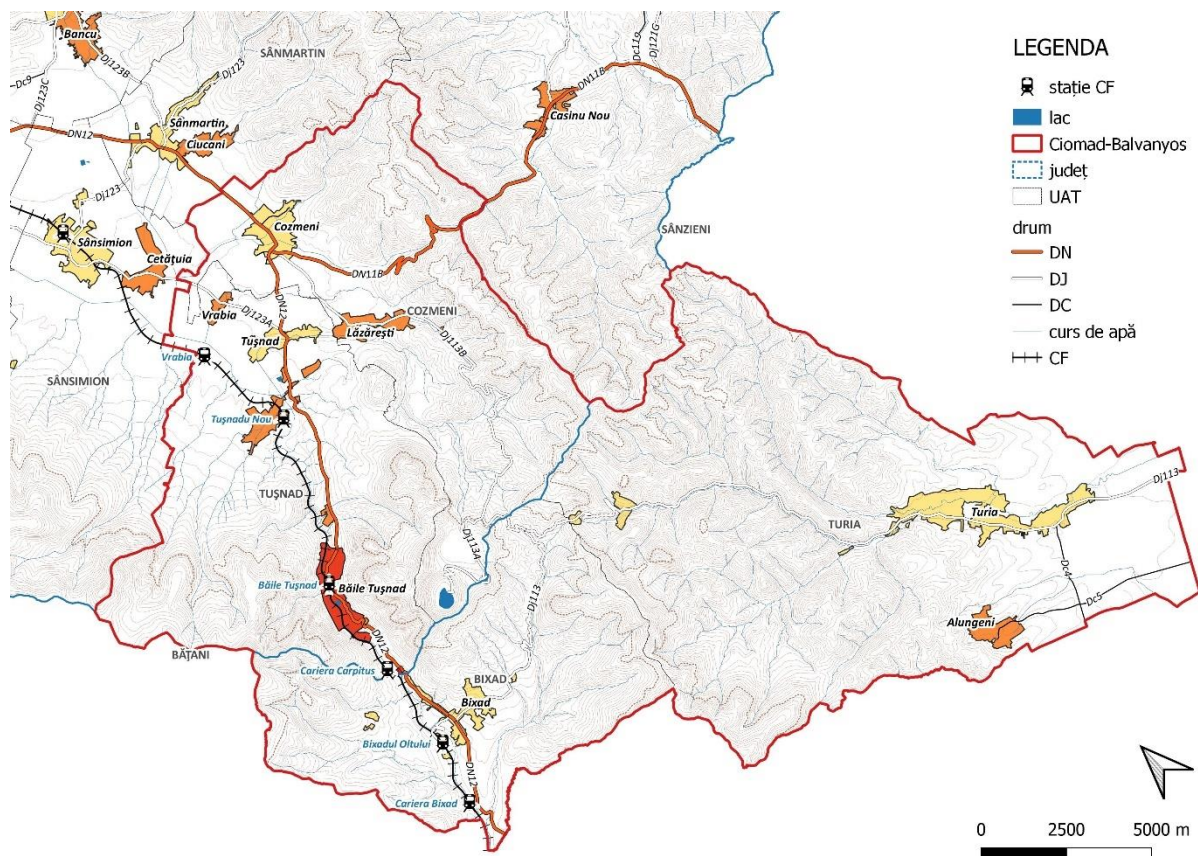 Bancu
Dj123B
Dj123C
Dc9
SÂNMARTIN
Dj123
DN12
Sânmartin
Ciucani
Dj123
Casinu Nou
DN11B
Dc119
Dj121G
SÂNZIENI
Sânsimion
Cetățuia
Cozmeni
DN11B
DN12
COZMENI
Vrabia
Dj123A
Lăzărești
Tușnad
Dj113B
Vrabia
SÂNSIMION
Tușnadu Nou
TUȘNAD
Dj113A
Băile Tușnad
Băile Tușnad
DN12
BĂȚANI
Cariera Carpitus
BIXAD
Bixad
Dj113
Bixadul Oltului
Cariera Bixad
DN12
TURIA
Turia
Dj113
Dc4
Dc5
Alungeni
LEGENDA
stație CF
lac
Ciomad-Balvanyos
județ
UAT
drum
DN
DJ
DC
curs de apă
CF
0 2500 5000 m